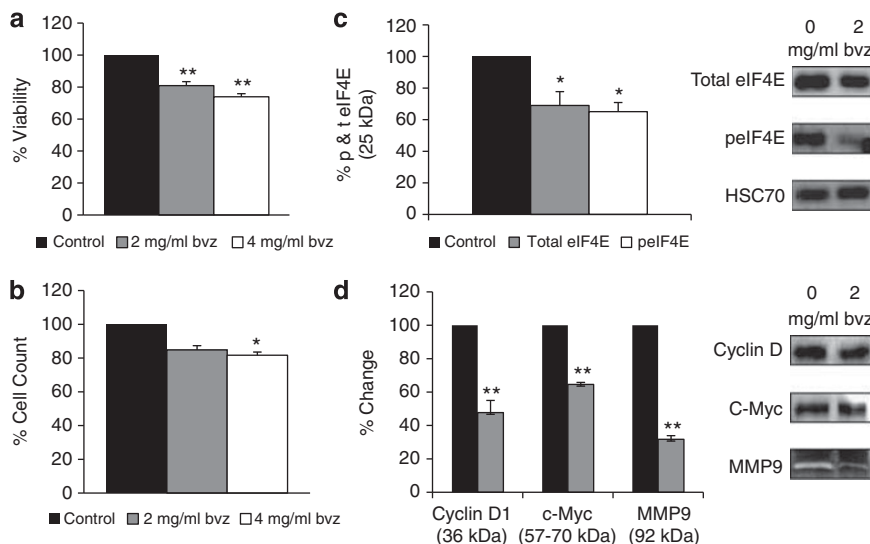 a
120
100
80
60
40
20
0
% Viability
**
**
Control 2 mg/ml bvz 4 mg/ml bvz
b
120
100
80
60
40
20
0
% Cell Count
*
Control 2 mg/ml bvz 4 mg/ml bvz
c
120
100
80
60
40
20
0
% p & t eIF4E
(25 kDa)
*
*
Control Total eIF4E peIF4E
0 2
mg/ml bvz
Total eIF4E
peIF4E
HSC70
d
120
100
80
60
40
20
0
% Change
**
**
**
Cyclin D1 c-Myc MMP9
(36 kDa) (57-70 kDa) (92 kDa)
0 2
mg/ml bvz
Cyclin D
C-Myc
MMP9